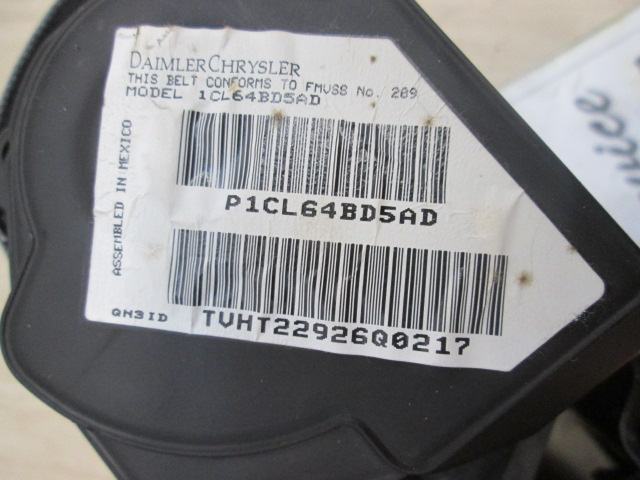 DAIMLERCHRYSLER
THIS BELT CONFORMS TO FMVSS No. 209
MODEL 1CL64BD5AD
ASSEMBLED IN MEXICO
P1CL64BD5AD
QN3ID
TVHT22926Q0217